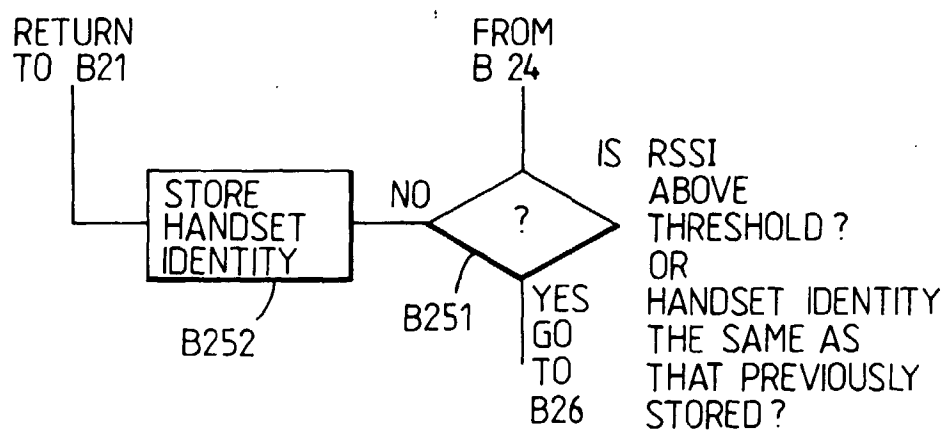 RETURN
TO B21
FROM
B 24
STORE
HANDSET
IDENTITY
NO
?
IS RSSI
ABOVE
THRESHOLD?
OR
HANDSET IDENTITY
THE SAME AS
THAT PREVIOUSLY
STORED?
B252
B251
YES
GO
TO
B26